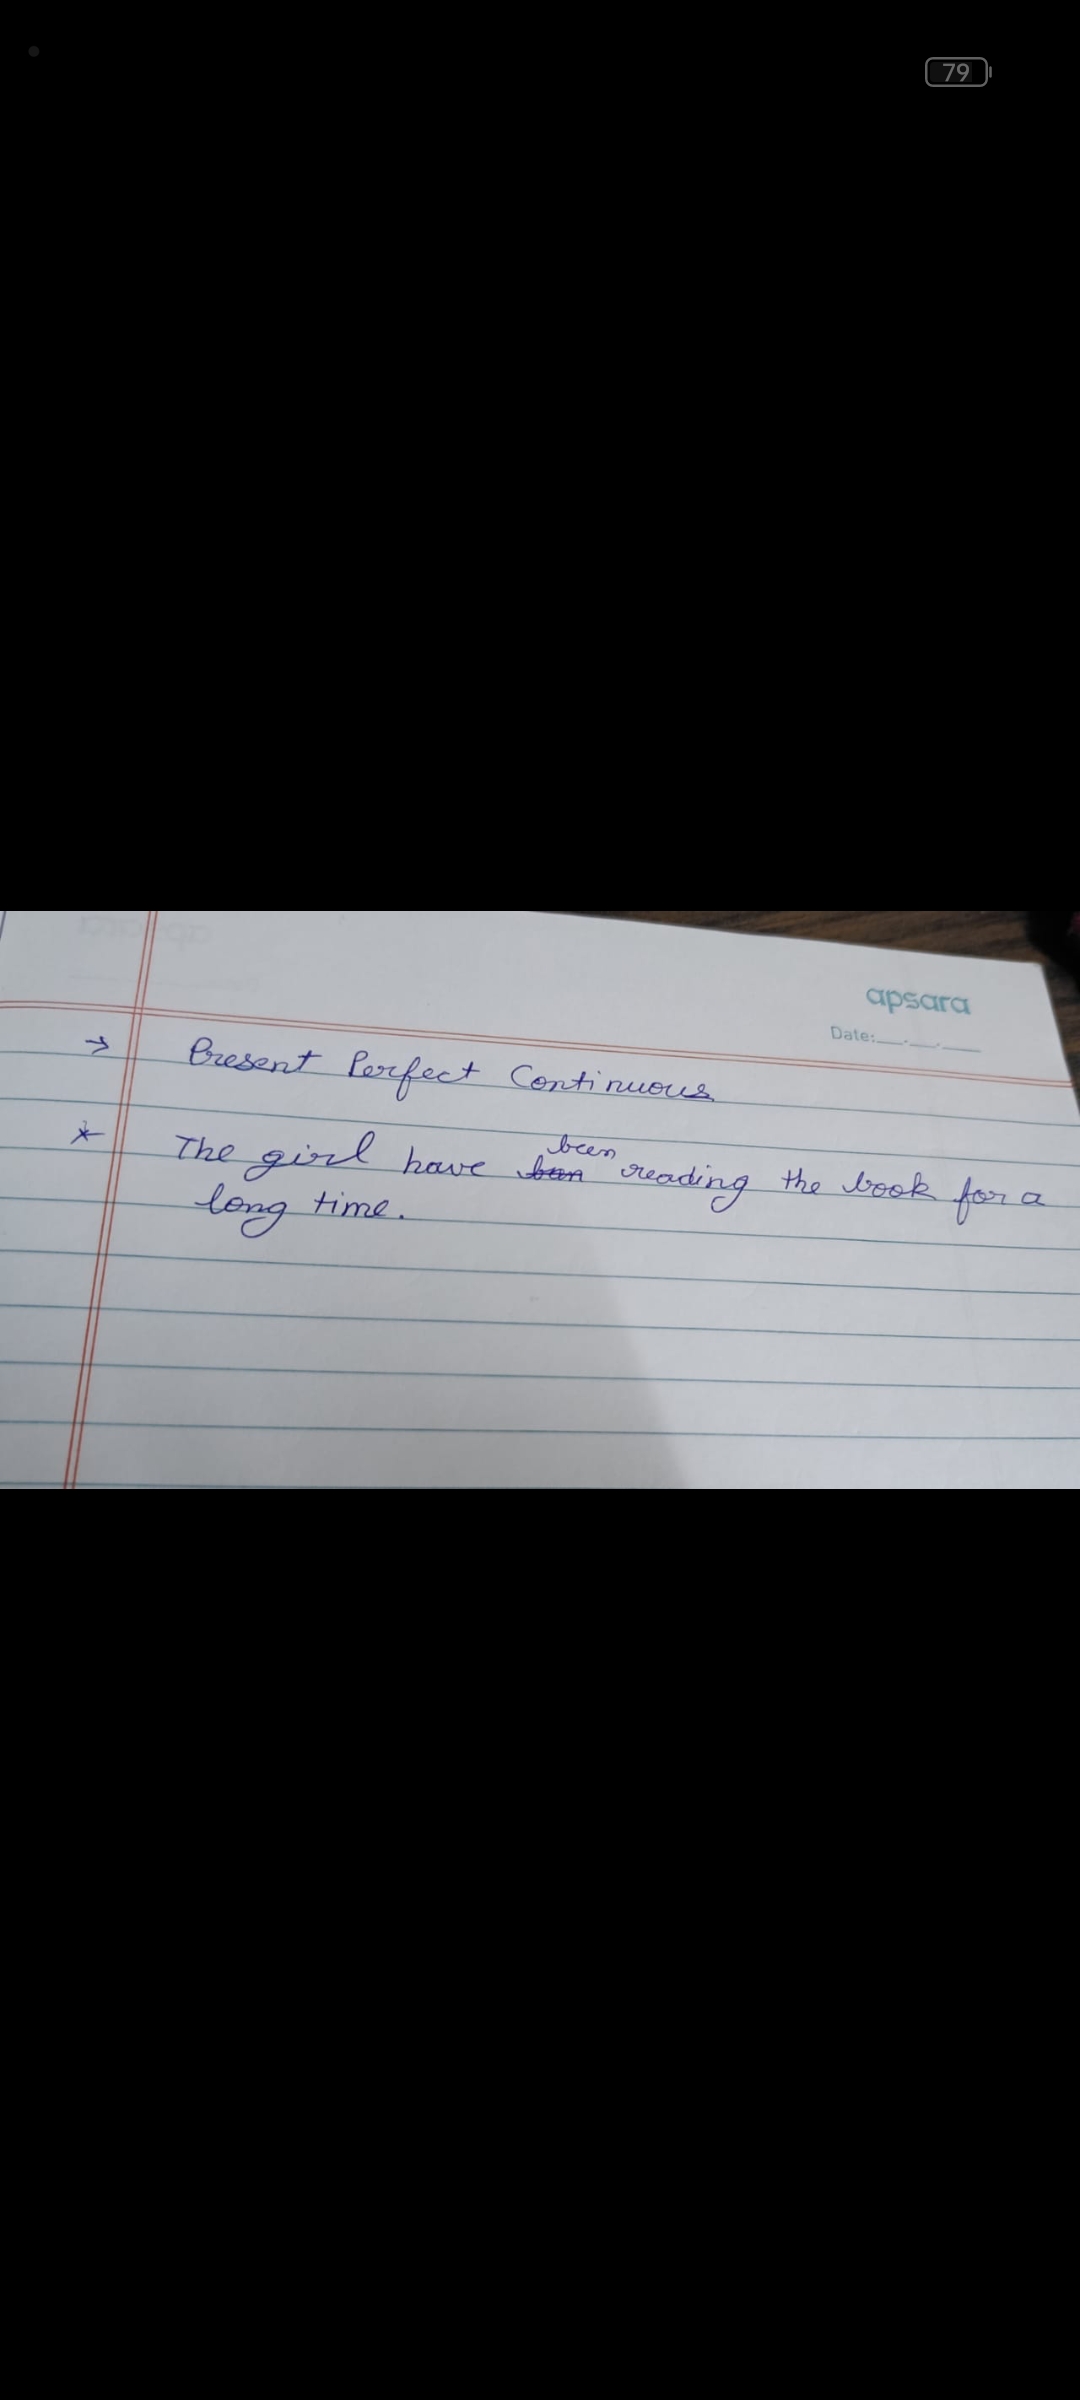 79
apsara
Date:__.__.__
→ Present Perfect Continuous
been
* The girl have ban reading the book for a
long time.